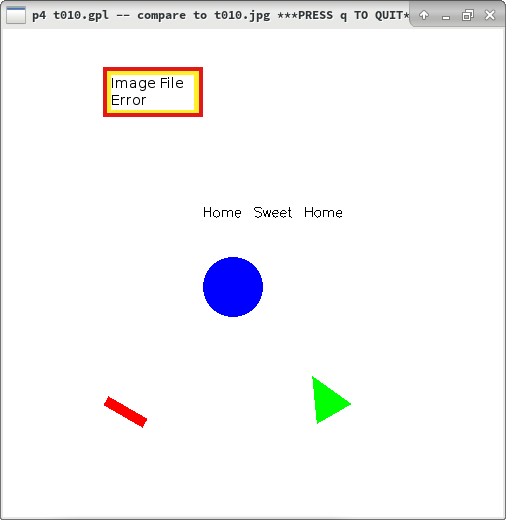 p4 t010.gpl -- compare to t010.jpg ***PRESS q TO QUIT*
Image File
Error
Home Sweet Home